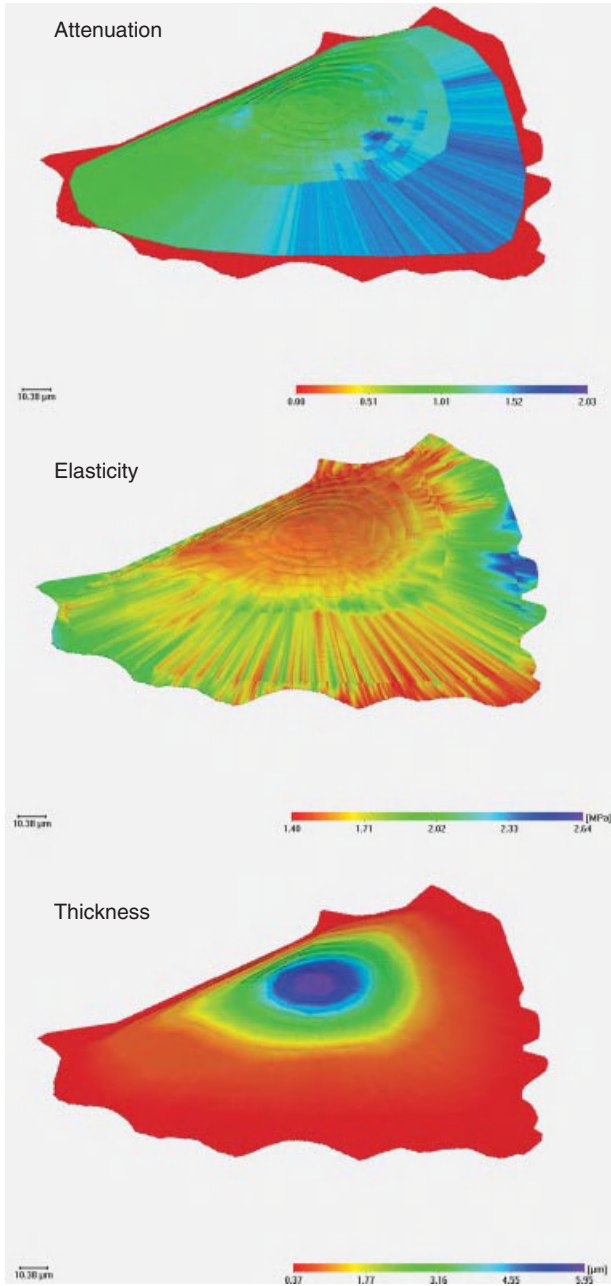 Attenuation
10.38 µm
0.00 0.51 1.01 1.52 2.03
Elasticity
10.38 µm
[MPa]
1.40 1.71 2.02 2.33 2.64
Thickness
10.38 µm
[µm]
0.37 1.77 3.16 4.55 5.95